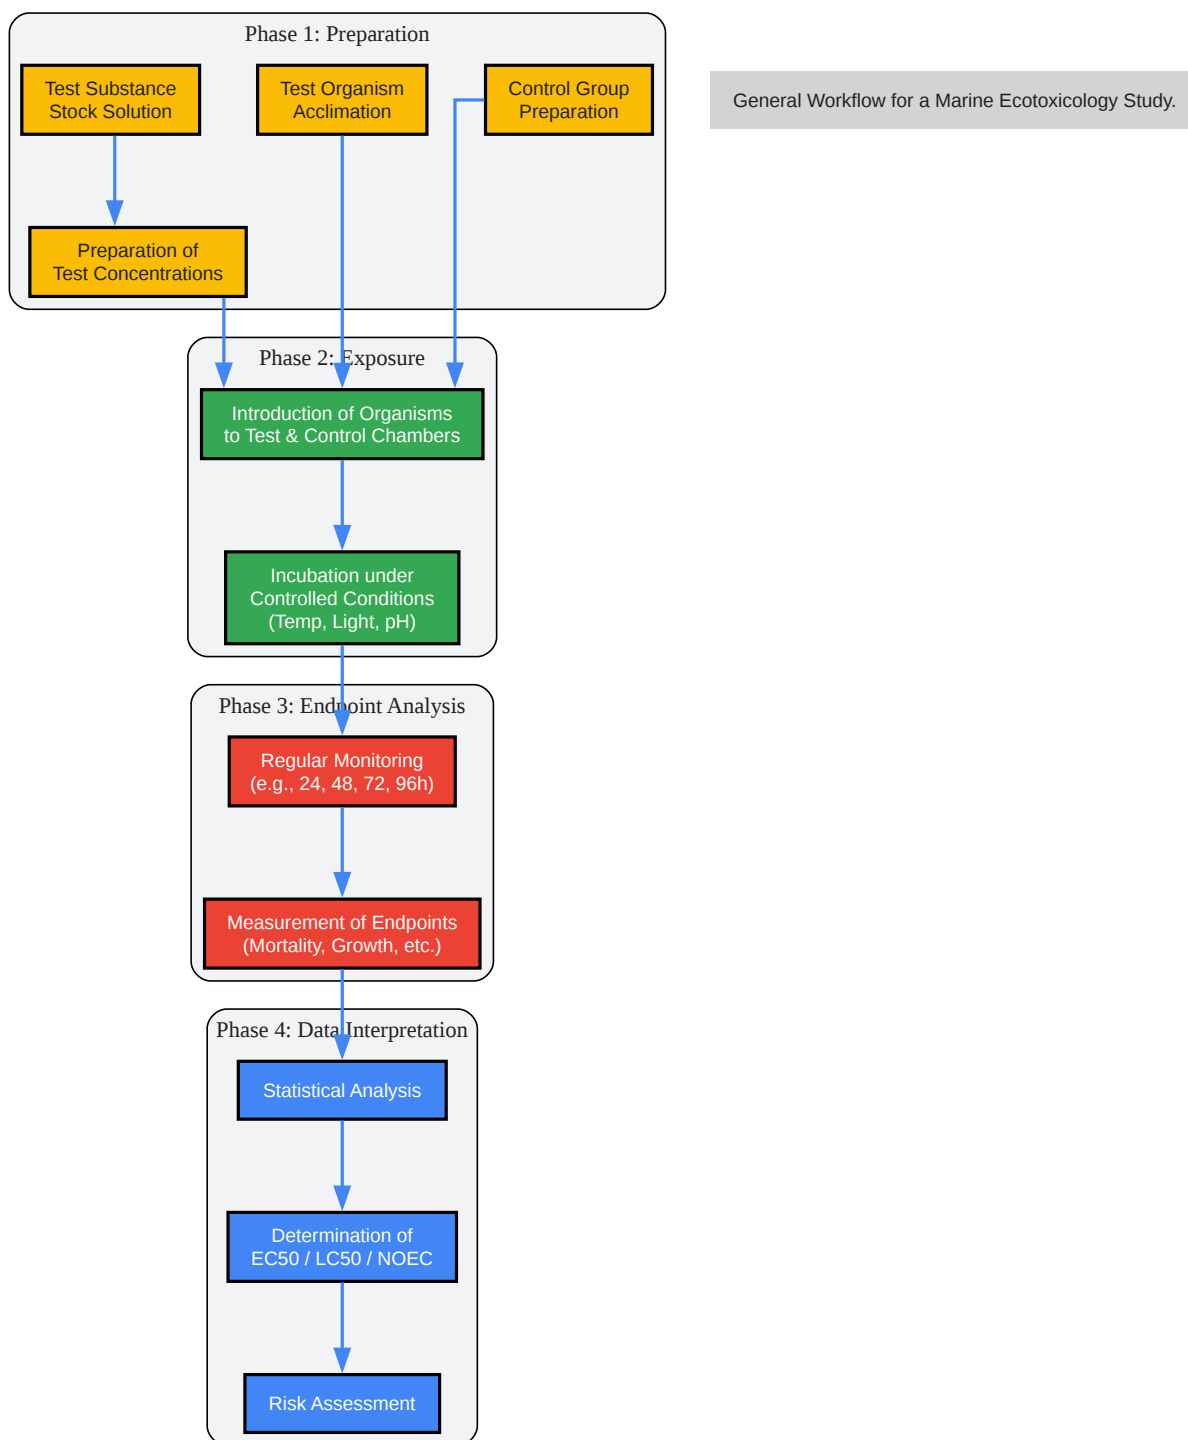 Phase 1: Preparation
Test Substance
Stock Solution
Test Organism
Acclimation
Control Group
Preparation
General Workflow for a Marine Ecotoxicology Study.
Preparation of
Test Concentrations
Phase 2: Exposure
Introduction of Organisms
to Test & Control Chambers
Incubation under
Controlled Conditions
(Temp, Light, pH)
Phase 3: Endpoint Analysis
Regular Monitoring
(e.g., 24, 48, 72, 96h)
Measurement of Endpoints
(Mortality, Growth, etc.)
Phase 4: Data Interpretation
Statistical Analysis
Determination of
EC50 / LC50 / NOEC
Risk Assessment